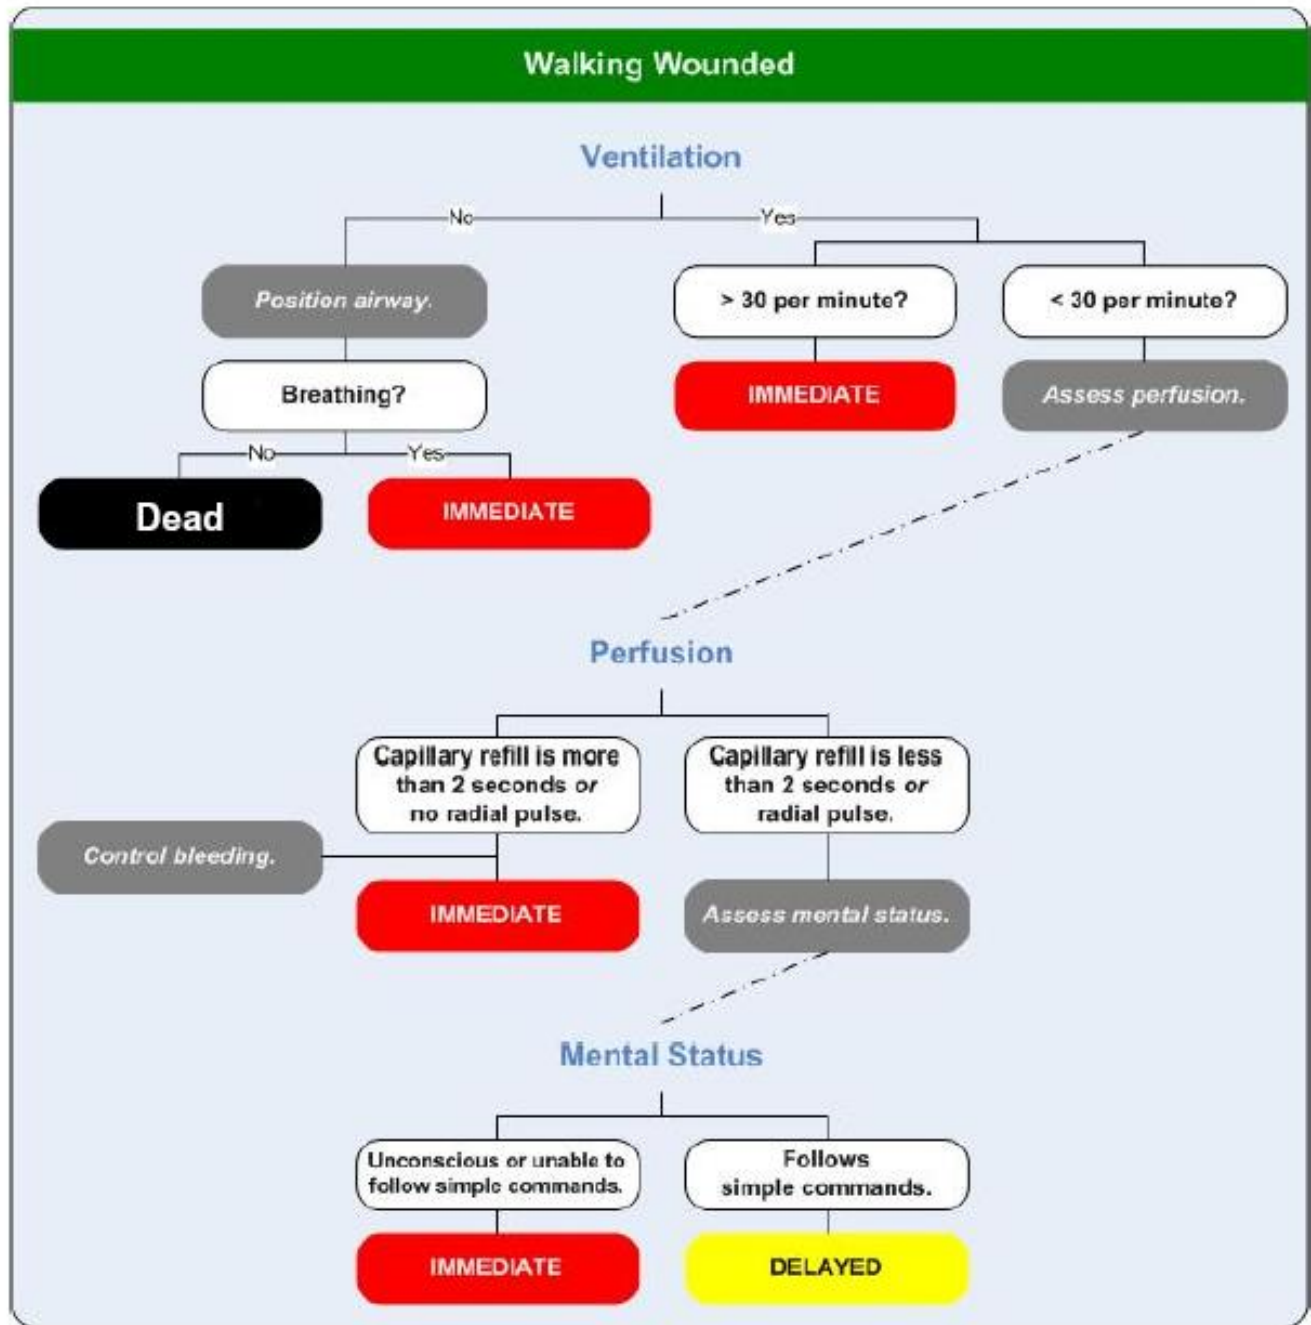 Walking Wounded
Ventilation
No
Yes
Position airway.
> 30 per minute?
< 30 per minute?
Breathing?
IMMEDIATE
Assess perfusion.
No
Yes
Dead
IMMEDIATE
Perfusion
Capillary refill is more
than 2 seconds or
no radial pulse.
Capillary refill is less
than 2 seconds or
radial pulse.
Control bleeding.
IMMEDIATE
Assess mental status.
Mental Status
Unconscious or unable to
follow simple commands.
Follows
simple commands.
IMMEDIATE
DELAYED